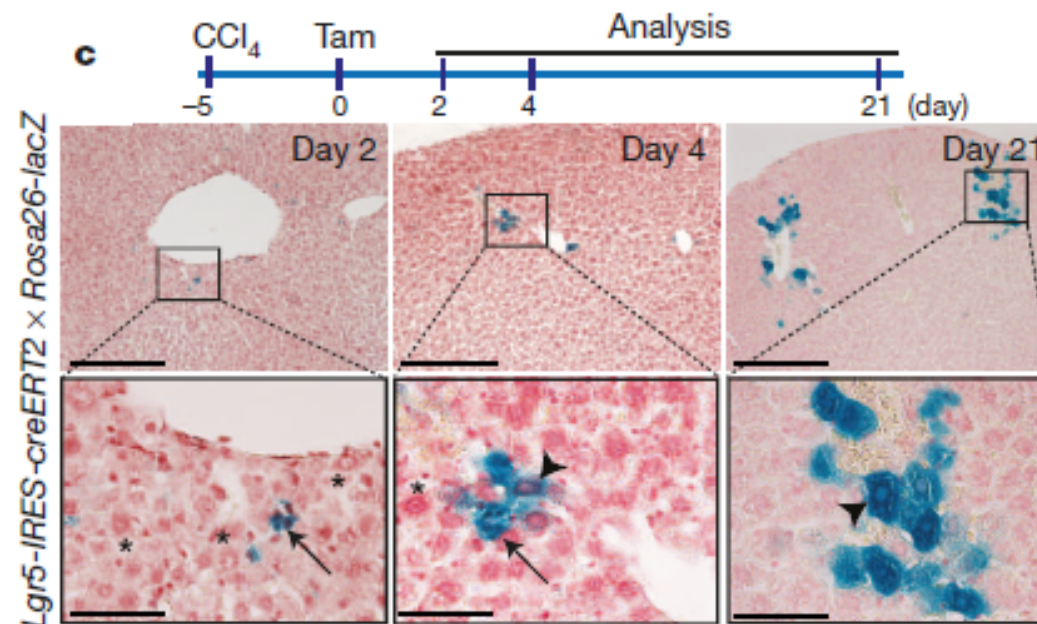 c
CCl4 Tam Analysis
–5 0 2 4 21 (day)
Lgr5-IRES-creERT2 × Rosa26-lacZ
Day 2 Day 4 Day 21
* * *
*